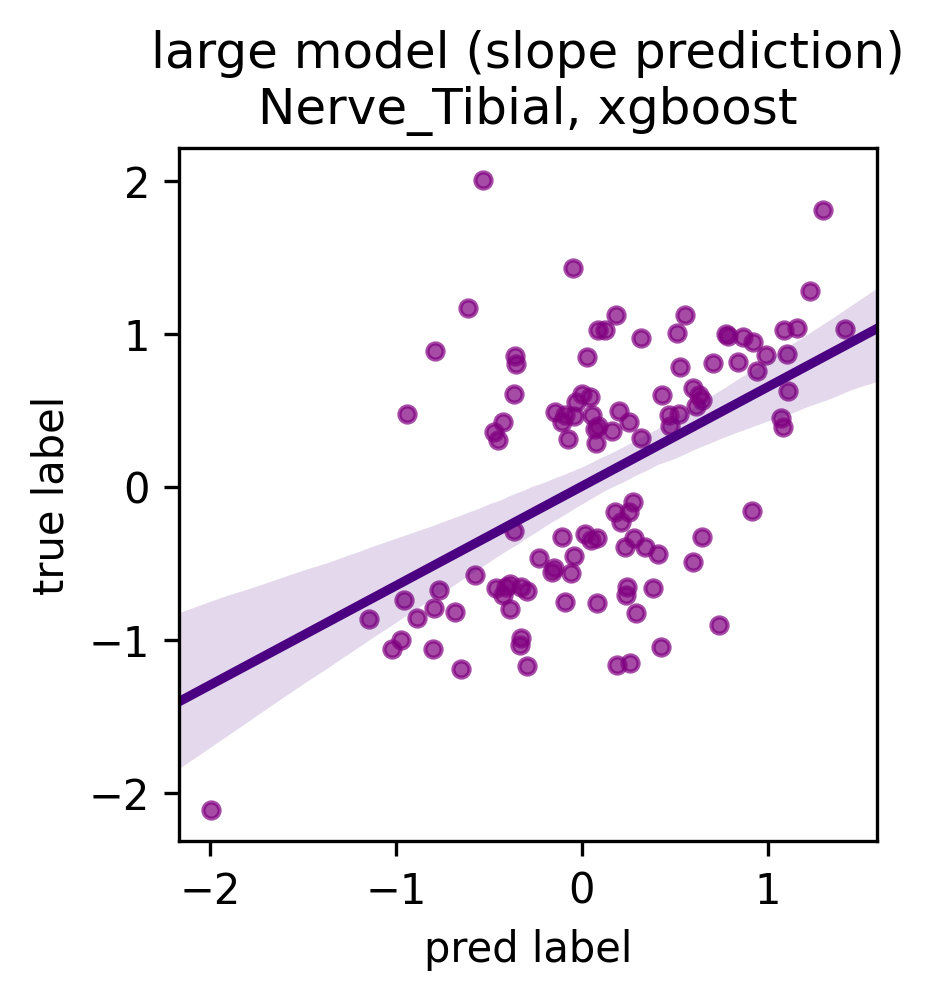 large model (slope prediction)
Nerve_Tibial, xgboost
2
1
0
−1
−2
true label
−2
−1
0
1
pred label